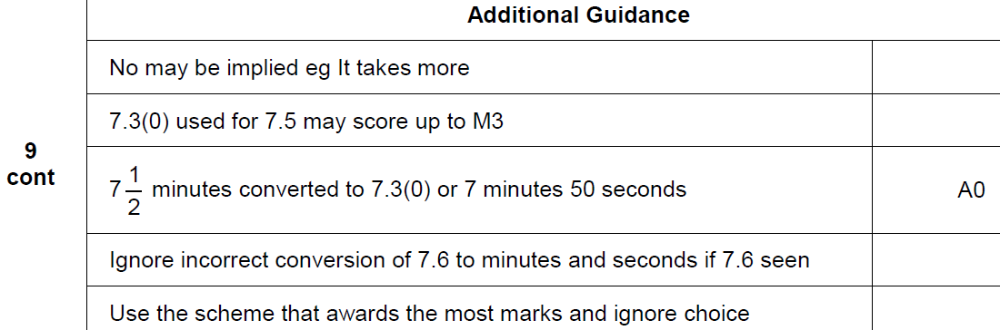 Additional Guidance
No may be implied eg It takes more
7.3(0) used for 7.5 may score up to M3
9
cont
7 1/2 minutes converted to 7.3(0) or 7 minutes 50 seconds
A0
Ignore incorrect conversion of 7.6 to minutes and seconds if 7.6 seen
Use the scheme that awards the most marks and ignore choice